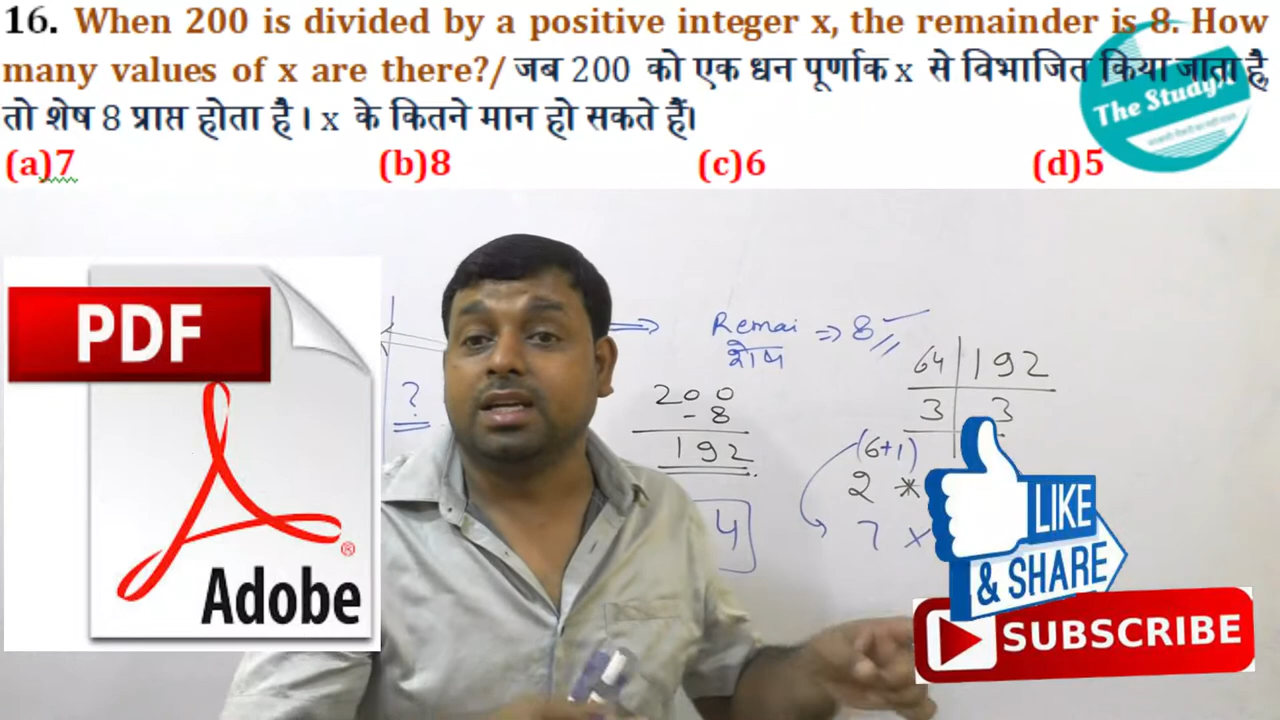 16. When 200 is divided by a positive integer x, the remainder is 8. How
many values of x are there?/ जब 200 को एक धन पूर्णांक x से विभाजित किया जाता है,
तो शेष 8 प्राप्त होता है। x के कितने मान हो सकते हैं।
(a)7 (b)8 (c)6 (d)5
The StudyX
PDF
Adobe
?
Remai => 8
शेष
200
-8
192
4
64 | 192
3 | 3
(6+1)
2 *
7 x
LIKE
& SHARE
SUBSCRIBE